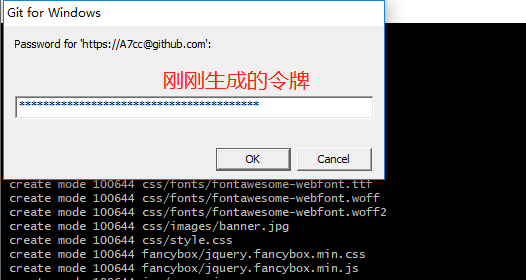 Git for Windows
Password for 'https://A7cc@github.com':
刚刚生成的令牌
****************************************
OK
Cancel
create mode 100644 css/fonts/fontawesome-webfont.ttf
create mode 100644 css/fonts/fontawesome-webfont.woff
create mode 100644 css/fonts/fontawesome-webfont.woff2
create mode 100644 css/images/banner.jpg
create mode 100644 css/style.css
create mode 100644 fancybox/jquery.fancybox.min.css
create mode 100644 fancybox/jquery.fancybox.min.js